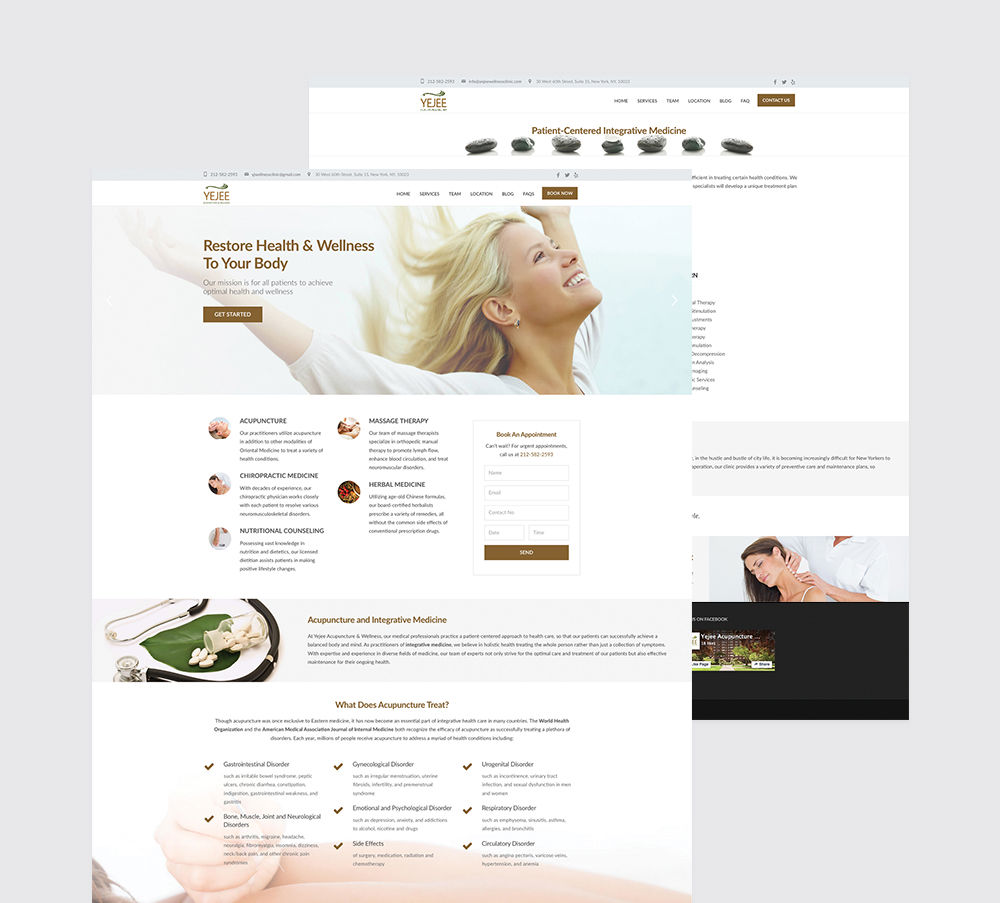 212-582-2593 info@yejeewellnessclinic.com 30 West 60th Street, Suite 15, New York, NY, 10023
YEJEE
HOME SERVICES TEAM LOCATION BLOG FAQ CONTACT US
Patient-Centered Integrative Medicine
efficient in treating certain health conditions. We
specialists will develop a unique treatment plan
RN
al Therapy
Stimulation
ustments
herapy
erapy
mulation
Decompression
n Analysis
maging
ic Services
unseling
, in the hustle and bustle of city life, it is becoming increasingly difficult for New Yorkers to
operation, our clinic provides a variety of preventive care and maintenance plans, so
ele.
US ON FACEBOOK
Yejee Acupuncture ...
18 likes
Like Page Share
212-582-2593 yjwellnessclinic@gmail.com 30 West 60th Street, Suite 15, New York, NY, 10023
YEJEE
HOME SERVICES TEAM LOCATION BLOG FAQS BOOK NOW
Restore Health & Wellness
To Your Body
Our mission is for all patients to achieve
optimal health and wellness
GET STARTED
ACUPUNCTURE
Our practitioners utilize acupuncture
in addition to other modalities of
Oriental Medicine to treat a variety of
health conditions.
CHIROPRACTIC MEDICINE
With decades of experience, our
chiropractic physician works closely
with each patient to resolve various
neuromusculoskeletal disorders.
NUTRITIONAL COUNSELING
Possessing vast knowledge in
nutrition and dietetics, our licensed
dietitian assists patients in making
positive lifestyle changes.
MASSAGE THERAPY
Our team of massage therapists
specialize in orthopedic manual
therapy to promote lymph flow,
enhance blood circulation, and treat
neuromuscular disorders.
HERBAL MEDICINE
Utilizing age-old Chinese formulas,
our board-certified herbalists
prescribe a variety of remedies, all
without the common side effects of
conventional prescription drugs.
Book An Appointment
Can't wait? For urgent appointments,
call us at 212-582-2593
Name
Email
Contact No
Date Time
SEND
Acupuncture and Integrative Medicine
At Yejee Acupuncture & Wellness, our medical professionals practice a patient-centered approach to health care, so that our patients can successfully achieve a
balanced body and mind. As practitioners of integrative medicine, we believe in holistic health treating the whole person rather than just a collection of symptoms.
With expertise and experience in diverse fields of medicine, our team of experts not only strive for the optimal care and treatment of our patients but also effective
maintenance for their ongoing health.
What Does Acupuncture Treat?
Though acupuncture was once exclusive to Eastern medicine, it has now become an essential part of integrative health care in many countries. The World Health
Organization and the American Medical Association Journal of Internal Medicine both recognize the efficacy of acupuncture as successfully treating a plethora of
disorders. Each year, millions of people receive acupuncture to address a myriad of health conditions including:
Gastrointestinal Disorder
such as irritable bowel syndrome, peptic
ulcers, chronic diarrhea, constipation,
indigestion, gastrointestinal weakness, and
gastritis
Bone, Muscle, Joint and Neurological
Disorders
such as arthritis, migraine, headache,
neuralgia, fibromyalgia, insomnia, dizziness,
neck/back pain, and other chronic pain
syndromes
Gynecological Disorder
such as irregular menstruation, uterine
fibroids, infertility, and premenstrual
syndrome
Emotional and Psychological Disorder
such as depression, anxiety, and addictions
to alcohol, nicotine and drugs
Side Effects
of surgery, medication, radiation and
chemotherapy
Urogenital Disorder
such as incontinence, urinary tract
infection, and sexual dysfunction in men
and women
Respiratory Disorder
such as emphysema, sinusitis, asthma,
allergies, and bronchitis
Circulatory Disorder
such as angina pectoris, varicose veins,
hypertension, and anemia